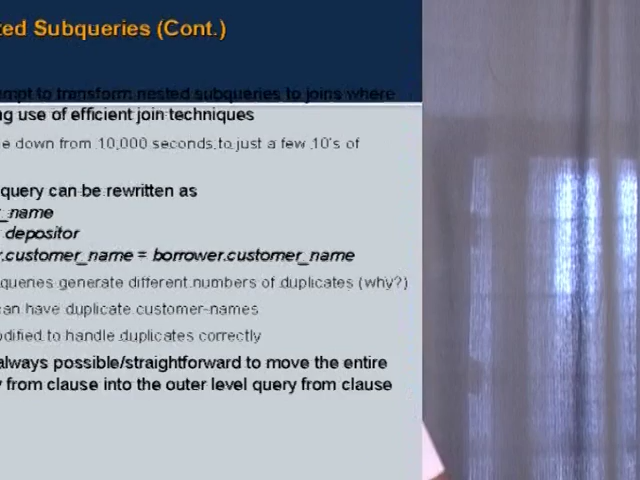 ted Subqueries (Cont.)
empt to transform nested subqueries to joins where
ng use of efficient join techniques
e down from 10,000 seconds to just a few 10's of
query can be rewritten as
r_name
depositor
r.customer_name = borrower.customer_name
queries generate different numbers of duplicates (why?)
can have duplicate customer-names
odified to handle duplicates correctly
always possible/straightforward to move the entire
y from clause into the outer level query from clause